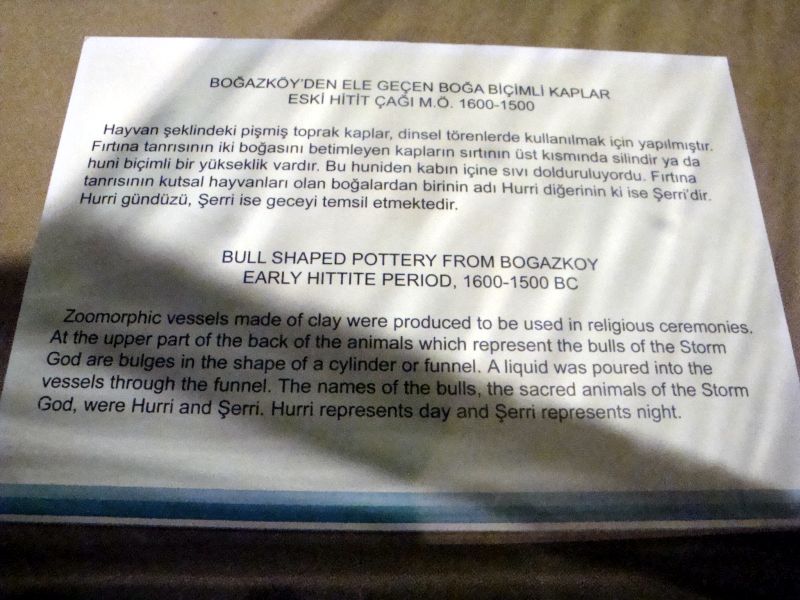 BOĞAZKÖY'DEN ELE GEÇEN BOĞA BİÇİMLİ KAPLAR
ESKİ HİTİT ÇAĞI M.Ö. 1600-1500
Hayvan şeklindeki pişmiş toprak kaplar, dinsel törenlerde kullanılmak için yapılmıştır.
Fırtına tanrısının iki boğasını betimleyen kapların sırtının üst kısmında silindir ya da
huni biçimli bir yükseklik vardır. Bu huniden kabın içine sıvı dolduruluyordu. Fırtına
tanrısının kutsal hayvanları olan boğalardan birinin adı Hurri diğerinin ki ise Şerri'dir.
Hurri gündüzü, Şerri ise geceyi temsil etmektedir.
BULL SHAPED POTTERY FROM BOGAZKOY
EARLY HITTITE PERIOD, 1600-1500 BC
Zoomorphic vessels made of clay were produced to be used in religious ceremonies.
At the upper part of the back of the animals which represent the bulls of the Storm
God are bulges in the shape of a cylinder or funnel. A liquid was poured into the
vessels through the funnel. The names of the bulls, the sacred animals of the Storm
God, were Hurri and Şerri. Hurri represents day and Şerri represents night.